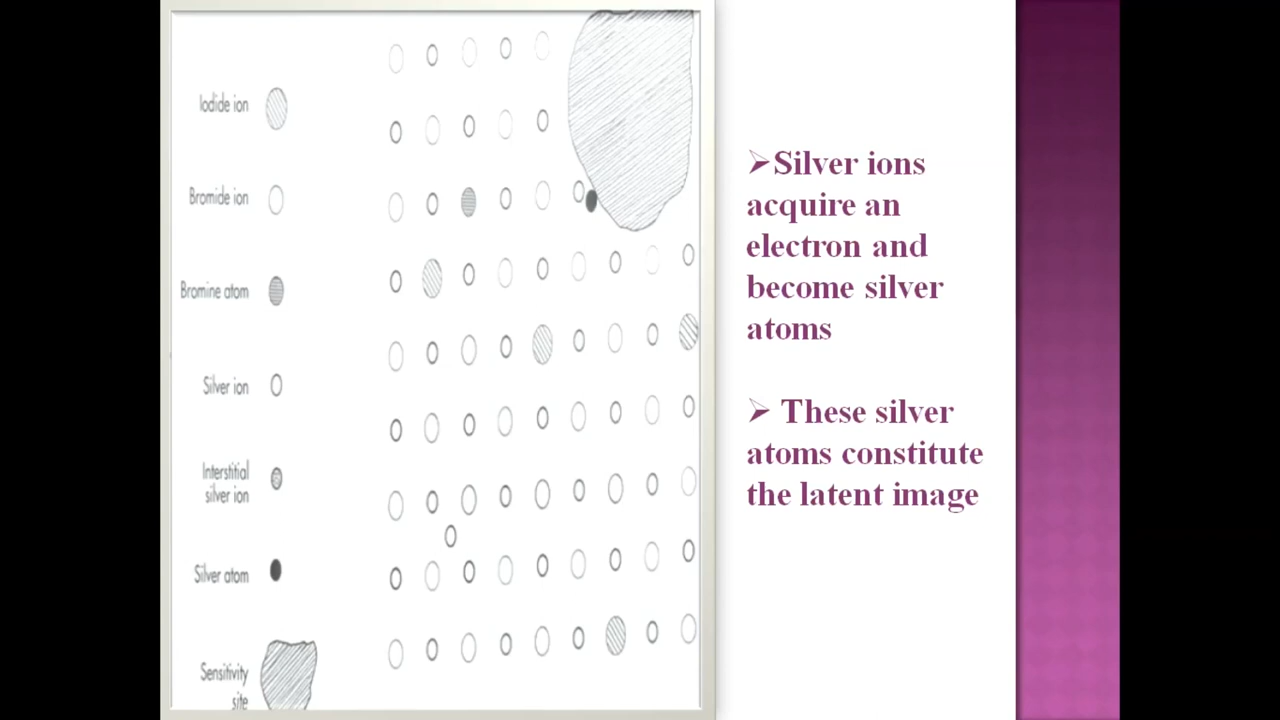 Iodide ion
Bromide ion
Bromine atom
Silver ion
Interstitial
silver ion
Silver atom
Sensitivity
site
➢Silver ions
acquire an
electron and
become silver
atoms
➢ These silver
atoms constitute
the latent image